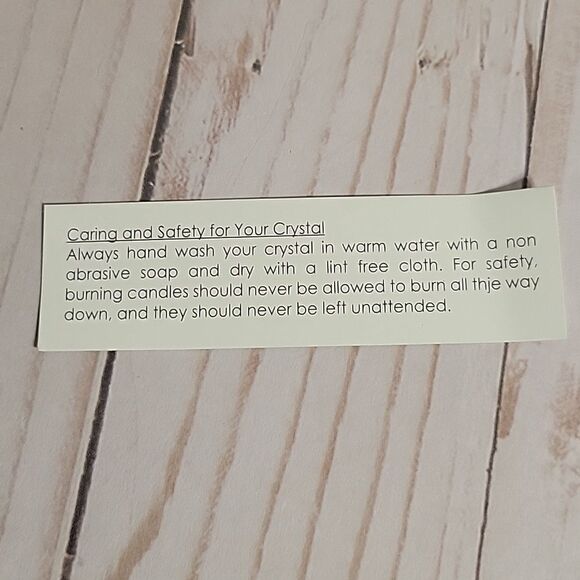 Caring and Safety for Your Crystal
Always hand wash your crystal in warm water with a non
abrasive soap and dry with a lint free cloth. For safety,
burning candles should never be allowed to burn all thje way
down, and they should never be left unattended.